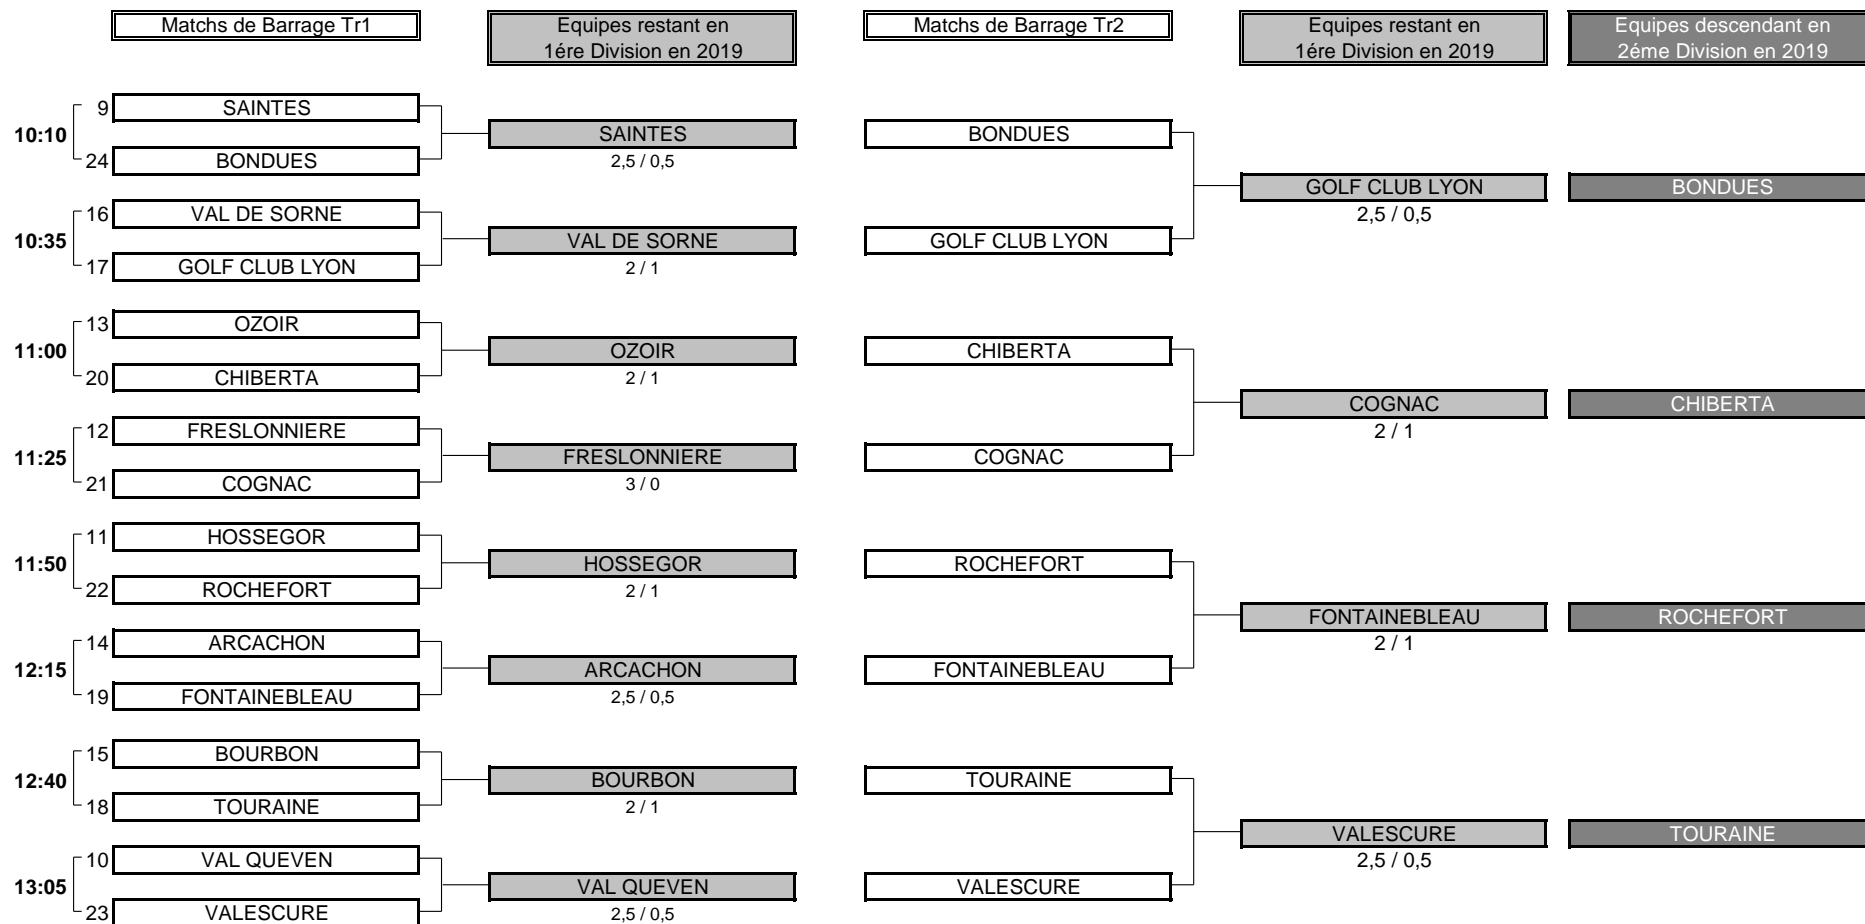 Matchs de Barrage Tr1
Equipes restant en
1ére Division en 2019
Matchs de Barrage Tr2
Equipes restant en
1ére Division en 2019
Equipes descendant en
2éme Division en 2019
10:10
9 SAINTES
24 BONDUES
SAINTES
2,5 / 0,5
10:35
16 VAL DE SORNE
17 GOLF CLUB LYON
VAL DE SORNE
2 / 1
BONDUES
GOLF CLUB LYON
GOLF CLUB LYON
2,5 / 0,5
BONDUES
11:00
13 OZOIR
20 CHIBERTA
OZOIR
2 / 1
11:25
12 FRESLONNIERE
21 COGNAC
FRESLONNIERE
3 / 0
CHIBERTA
COGNAC
COGNAC
2 / 1
CHIBERTA
11:50
11 HOSSEGOR
22 ROCHEFORT
HOSSEGOR
2 / 1
12:15
14 ARCACHON
19 FONTAINEBLEAU
ARCACHON
2,5 / 0,5
ROCHEFORT
FONTAINEBLEAU
FONTAINEBLEAU
2 / 1
ROCHEFORT
12:40
15 BOURBON
18 TOURAINE
BOURBON
2 / 1
13:05
10 VAL QUEVEN
23 VALESCURE
VAL QUEVEN
2,5 / 0,5
TOURAINE
VALESCURE
VALESCURE
2,5 / 0,5
TOURAINE